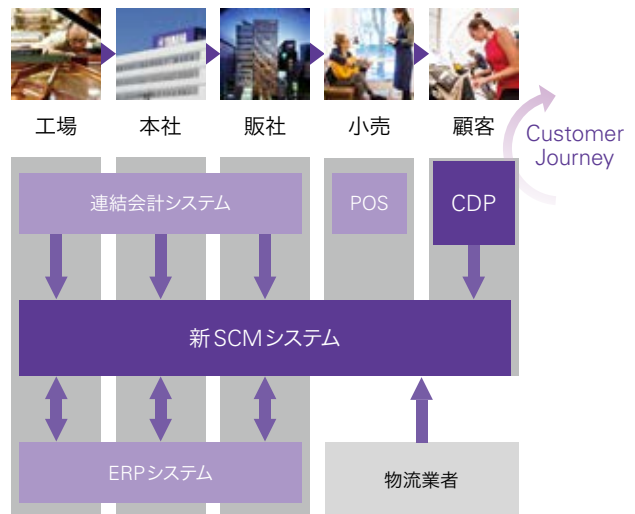 工場
本社
販社
小売
顧客
Customer
Journey
連結会計システム
POS
CDP
新SCMシステム
ERPシステム
物流業者